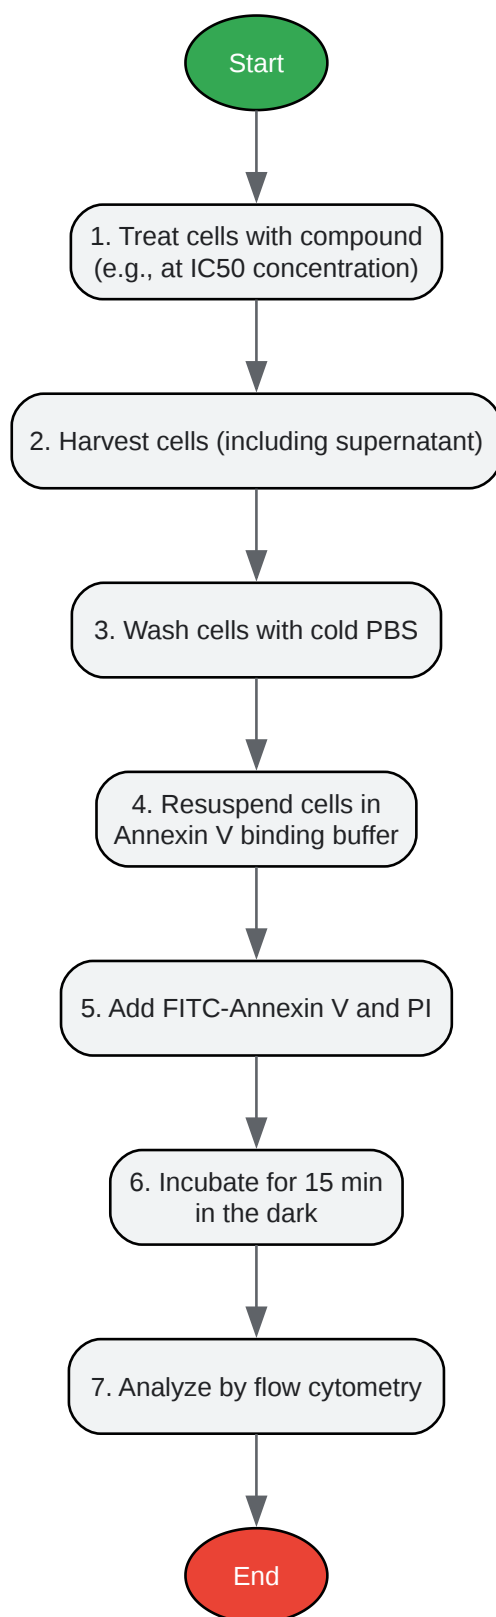 Start
1. Treat cells with compound
(e.g., at IC50 concentration)
2. Harvest cells (including supernatant)
3. Wash cells with cold PBS
4. Resuspend cells in
Annexin V binding buffer
5. Add FITC-Annexin V and PI
6. Incubate for 15 min
in the dark
7. Analyze by flow cytometry
End